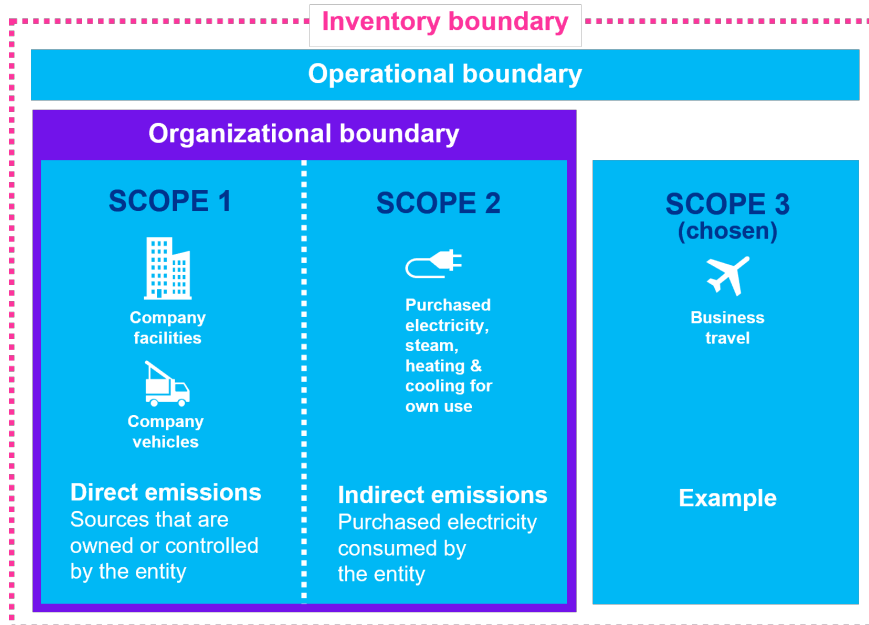 Inventory boundary
Operational boundary
Organizational boundary
SCOPE 1
Company
facilities
Company
vehicles
Direct emissions
Sources that are
owned or controlled
by the entity
SCOPE 2
Purchased
electricity,
steam,
heating &
cooling for
own use
Indirect emissions
Purchased electricity
consumed by
the entity
SCOPE 3
(chosen)
Business
travel
Example